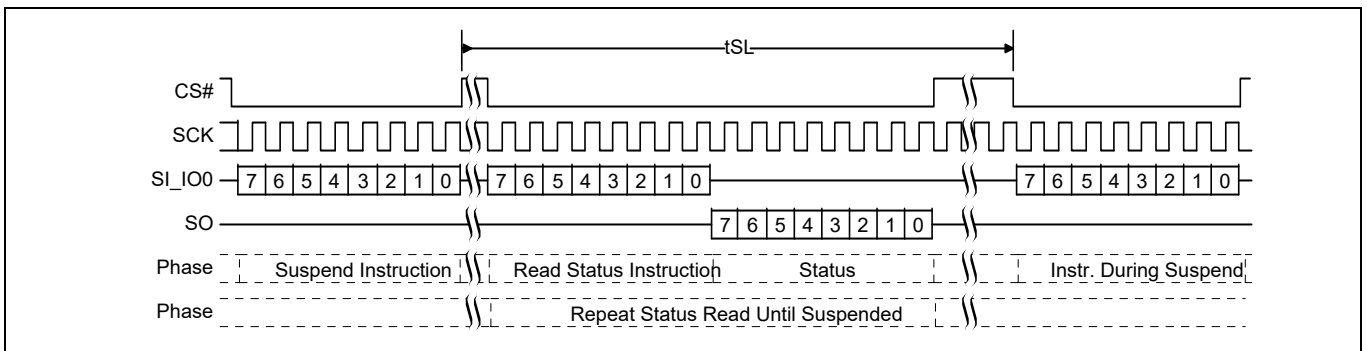 tSL
CS#
SCK
SI_IO0 7 6 5 4 3 2 1 0 7 6 5 4 3 2 1 0 7 6 5 4 3 2 1 0
SO 7 6 5 4 3 2 1 0
Phase Suspend Instruction Read Status Instruction Status Instr. During Suspend
Phase Repeat Status Read Until Suspended